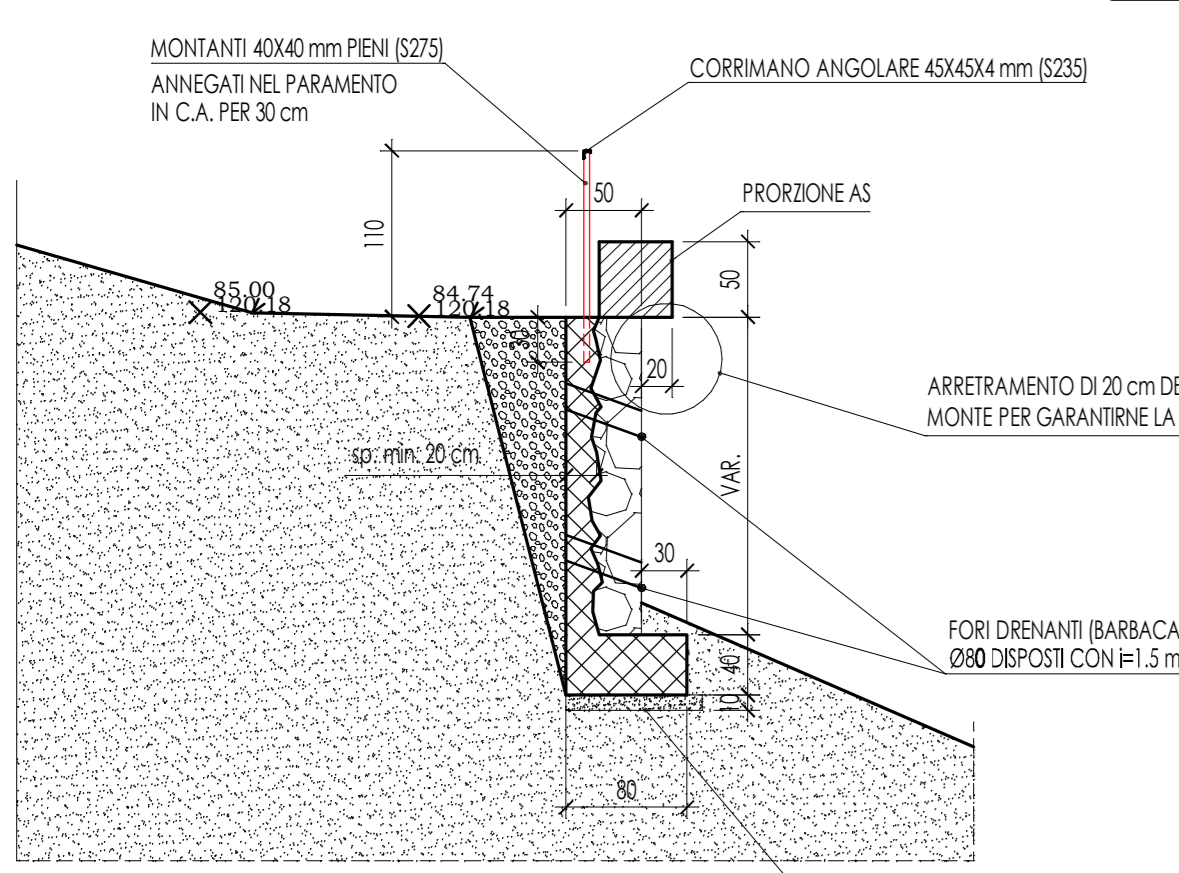 MONTANTI 40X40 mm PIENI (S275)
ANNEGATI NEL PARAMENTO
IN C.A. PER 30 cm
CORRIMANO ANGOLARE 45X45X4 mm (S235)
PRORZIONE AS
50
110
50
85.00
120.18
84.74
120.18
30
20
ARRETRAMENTO DI 20 cm DE
MONTE PER GARANTIRNE LA
sp. min. 20 cm
VAR.
30
FORI DRENANTI (BARBACA
Ø80 DISPOSTI CON i=1.5 m
40
10
80